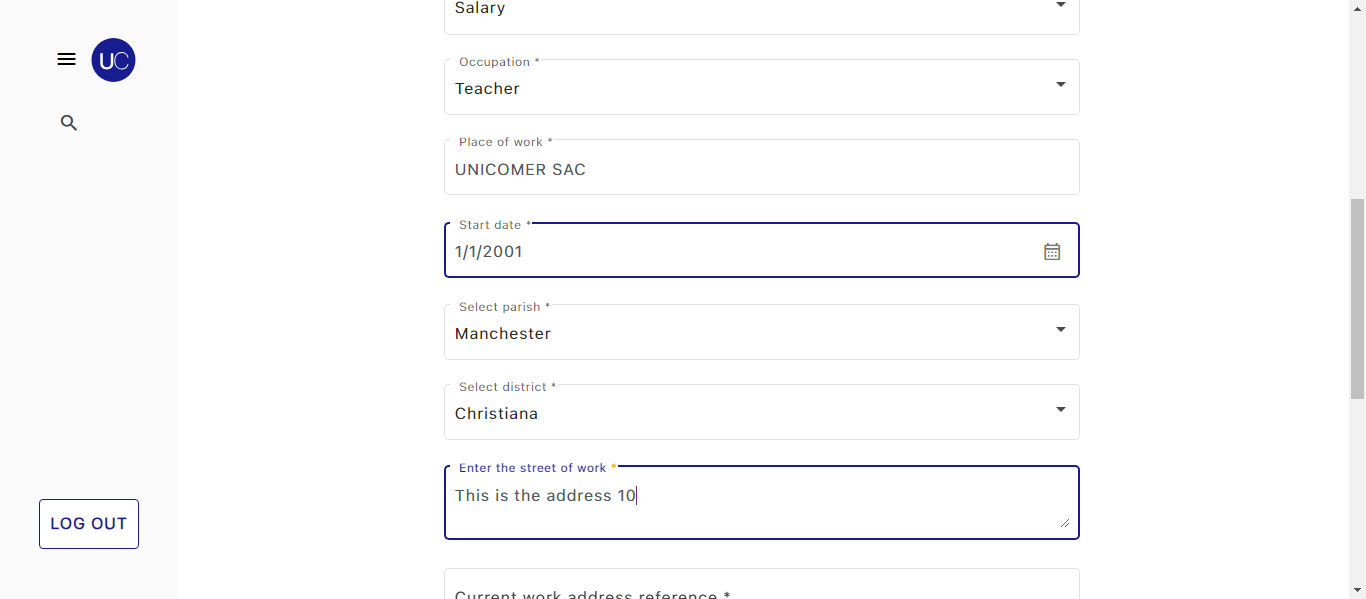 UC
LOG OUT
Salary
Occupation *
Teacher
Place of work *
UNICOMER SAC
Start date *
1/1/2001
Select parish *
Manchester
Select district *
Christiana
Enter the street of work *
This is the address 10
Current work address reference *